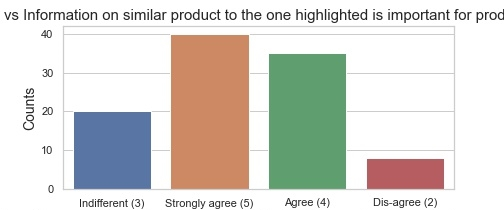 vs Information on similar product to the one highlighted is important for prod
40
30
20
10
0
Counts
Indifferent (3) Strongly agree (5) Agree (4) Dis-agree (2)